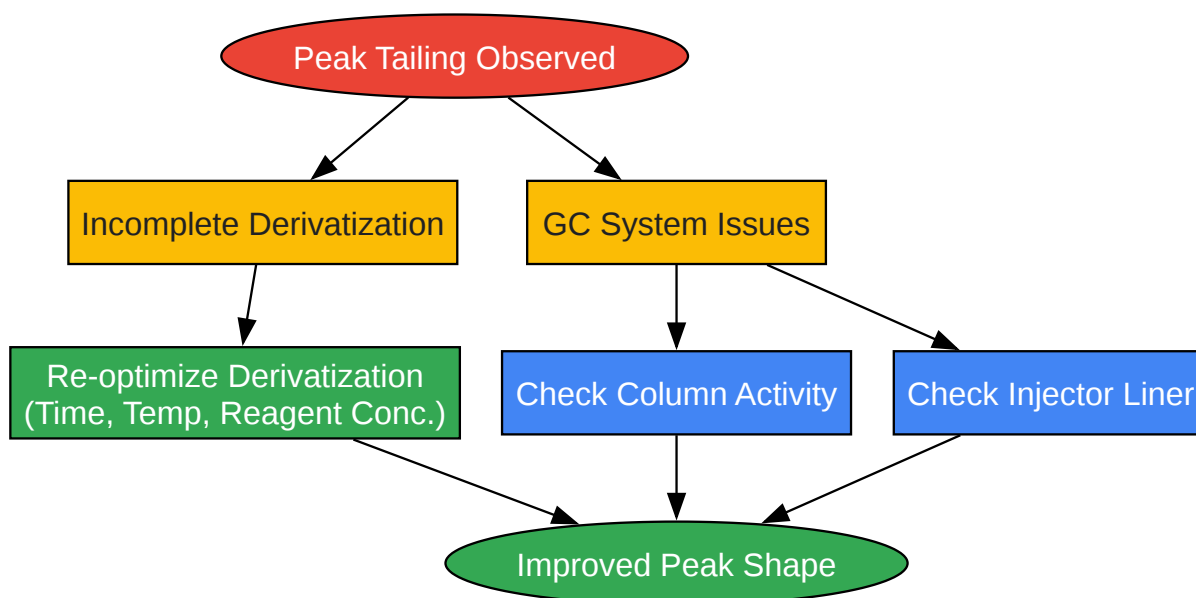 Peak Tailing Observed
Incomplete Derivatization
GC System Issues
Re-optimize Derivatization
(Time, Temp, Reagent Conc.)
Check Column Activity
Check Injector Liner
Improved Peak Shape